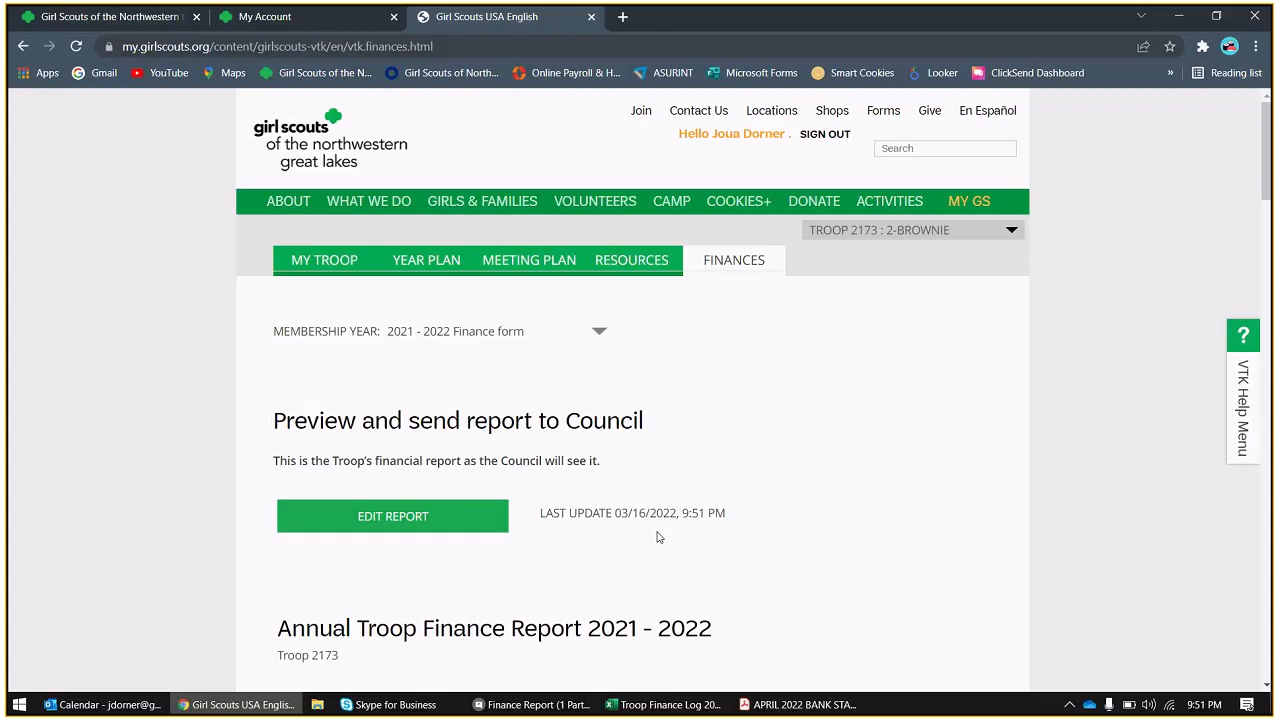 Girl Scouts of the Northwestern
My Account
Girl Scouts USA English
my.girlscouts.org/content/girlscouts-vtk/en/vtk.finances.html
Apps
Gmail
YouTube
Maps
Girl Scouts of the N...
Girl Scouts of North...
Online Payroll & H...
ASURINT
Microsoft Forms
Smart Cookies
Looker
ClickSend Dashboard
»
Reading list
Join
Contact Us
Locations
Shops
Forms
Give
En Español
Hello Joua Dorner .
SIGN OUT
Search
girl scouts
of the northwestern
great lakes
ABOUT
WHAT WE DO
GIRLS & FAMILIES
VOLUNTEERS
CAMP
COOKIES+
DONATE
ACTIVITIES
MY GS
TROOP 2173 : 2-BROWNIE
MY TROOP
YEAR PLAN
MEETING PLAN
RESOURCES
FINANCES
MEMBERSHIP YEAR: 2021 - 2022 Finance form
?
VTK Help Menu
Preview and send report to Council
This is the Troop's financial report as the Council will see it.
EDIT REPORT
LAST UPDATE 03/16/2022, 9:51 PM
Annual Troop Finance Report 2021 - 2022
Troop 2173
Calendar - jdorner@g...
Girl Scouts USA Englis...
Skype for Business
Finance Report (1 Part...
Troop Finance Log 20...
APRIL 2022 BANK STA...
9:51 PM